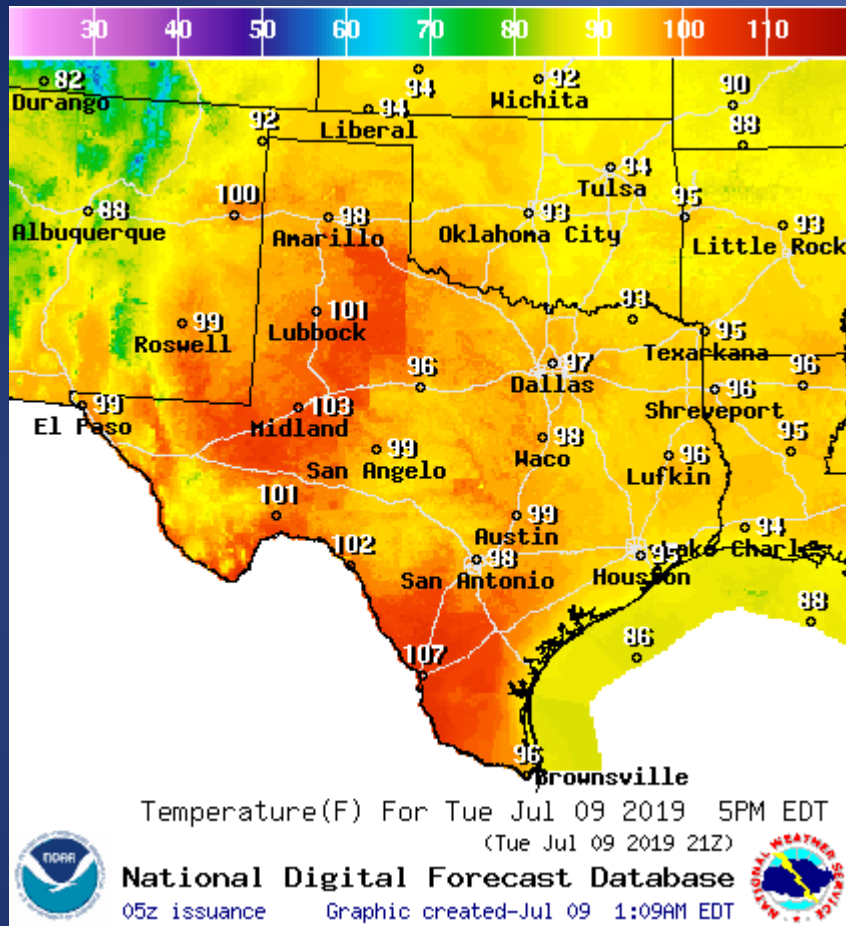 30 40 50 60 70 80 90 100 110
82
Durango
94
92
Wichita
90
94
Liberal
92
88
94
Tulsa
88
Albuquerque
100
98
Amarillo
93
Oklahoma City
95
93
Little Rock
99
Roswell
101
Lubbock
93
95
Texarkana
96
97
Dallas
96
Shreveport
96
99
El Paso
103
Midland
99
San Angelo
98
Waco
96
Lufkin
95
101
99
Austin
94
Lake Charles
102
98
San Antonio
95
Houston
88
86
107
96
Brownsville
Temperature(F) For Tue Jul 09 2019 5PM EDT
(Tue Jul 09 2019 21Z)
NOAA
National Digital Forecast Database
05z issuance Graphic created-Jul 09 1:09AM EDT
NATIONAL WEATHER SERVICE